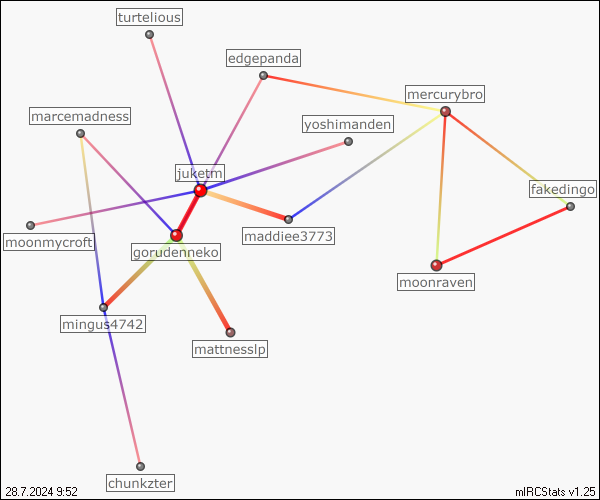 turtelious
edgepanda
mercurybro
marcemadness
yoshimanden
juketm
fakedingo
moonmycroft
maddiee3773
gorudenneko
moonraven
mingus4742
mattnesslp
chunkzter
28.7.2024 9:52
mIRCStats v1.25